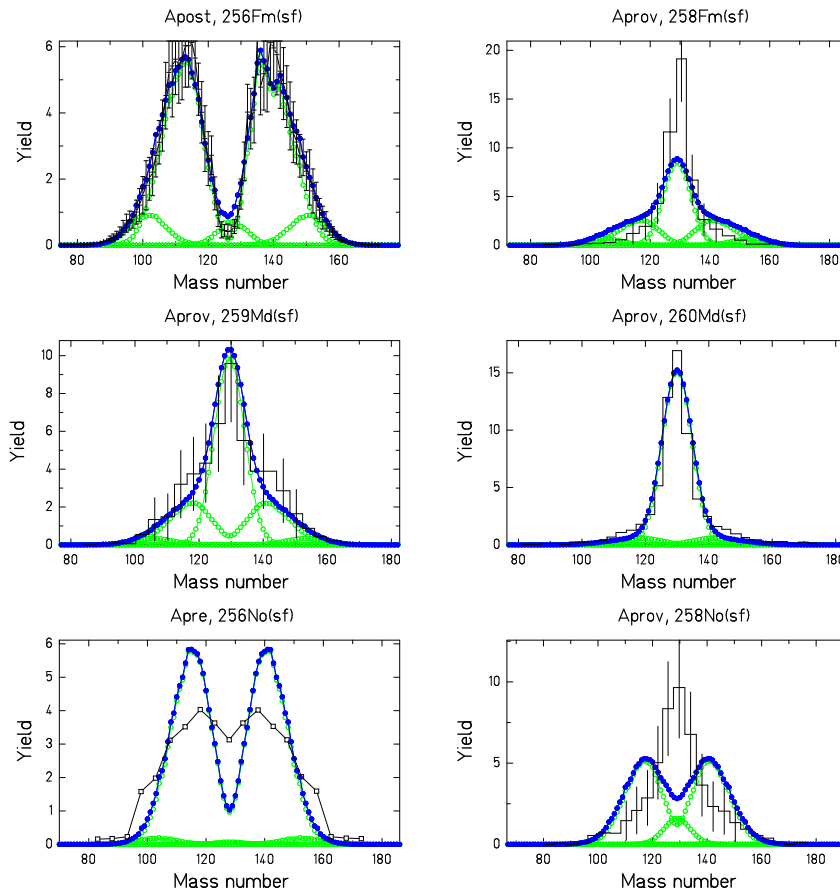 Apost, 256Fm(sf)
Yield
6
4
2
0
80 100 120 140 160
Mass number
Aprov, 258Fm(sf)
Yield
20
15
10
5
0
80 100 120 140 160 180
Mass number
Aprov, 259Md(sf)
Yield
10
8
6
4
2
0
80 100 120 140 160 180
Mass number
Aprov, 260Md(sf)
Yield
15
10
5
0
80 100 120 140 160 180
Mass number
Apre, 256No(sf)
Yield
6
5
4
3
2
1
0
80 100 120 140 160 180
Mass number
Aprov, 258No(sf)
Yield
10
5
0
80 100 120 140 160 180
Mass number